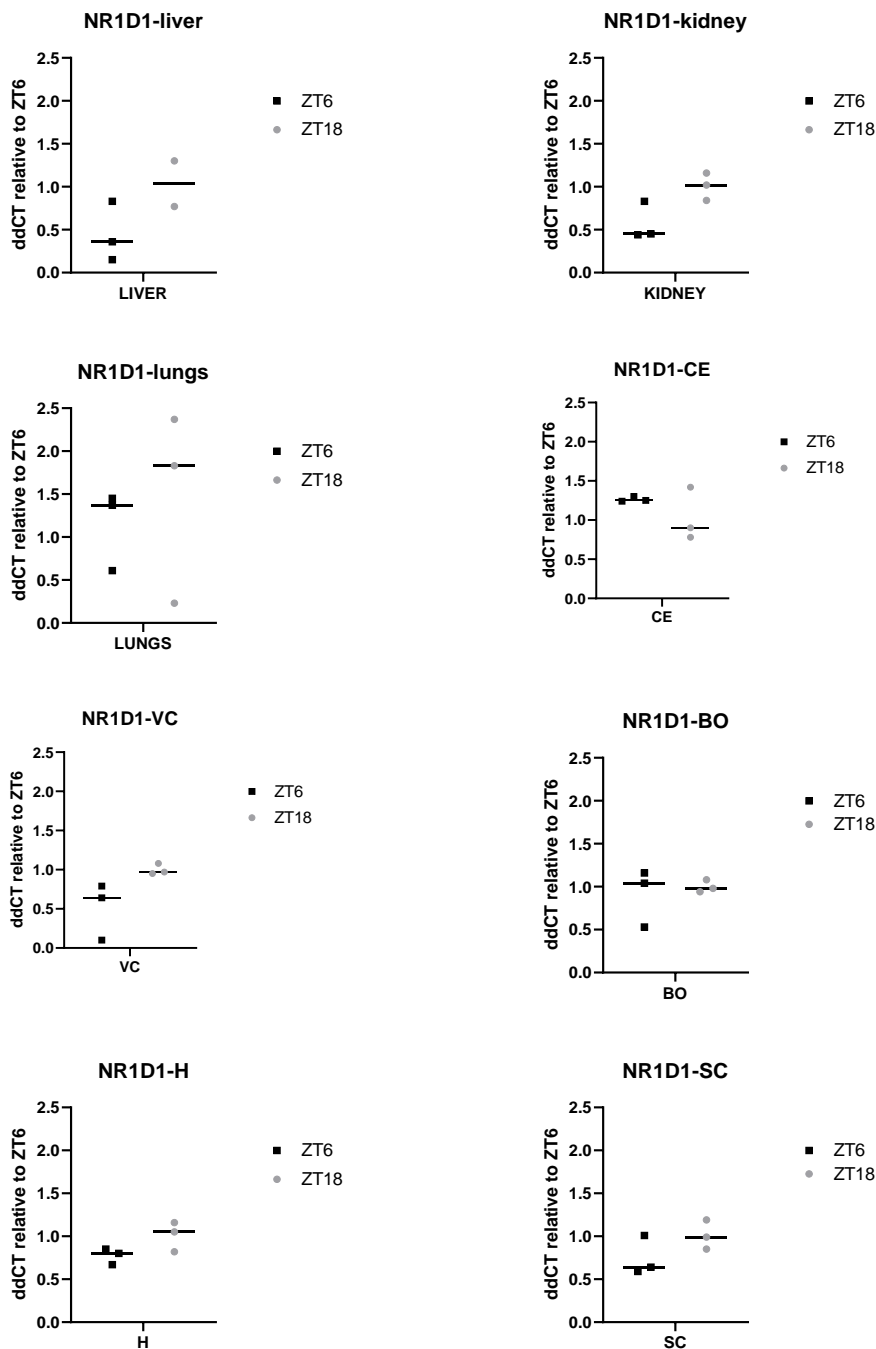 NR1D1-liver
ddCT relative to ZT6
2.5
2.0
1.5
1.0
0.5
0.0
LIVER
ZT6
ZT18
NR1D1-kidney
ddCT relative to ZT6
2.5
2.0
1.5
1.0
0.5
0.0
KIDNEY
ZT6
ZT18
NR1D1-lungs
ddCT relative to ZT6
2.5
2.0
1.5
1.0
0.5
0.0
LUNGS
ZT6
ZT18
NR1D1-CE
ddCT relative to ZT6
2.5
2.0
1.5
1.0
0.5
0.0
CE
ZT6
ZT18
NR1D1-VC
ddCT relative to ZT6
2.5
2.0
1.5
1.0
0.5
0.0
VC
ZT6
ZT18
NR1D1-BO
ddCT relative to ZT6
2.5
2.0
1.5
1.0
0.5
0.0
BO
ZT6
ZT18
NR1D1-H
ddCT relative to ZT6
2.5
2.0
1.5
1.0
0.5
0.0
H
ZT6
ZT18
NR1D1-SC
ddCT relative to ZT6
2.5
2.0
1.5
1.0
0.5
0.0
SC
ZT6
ZT18